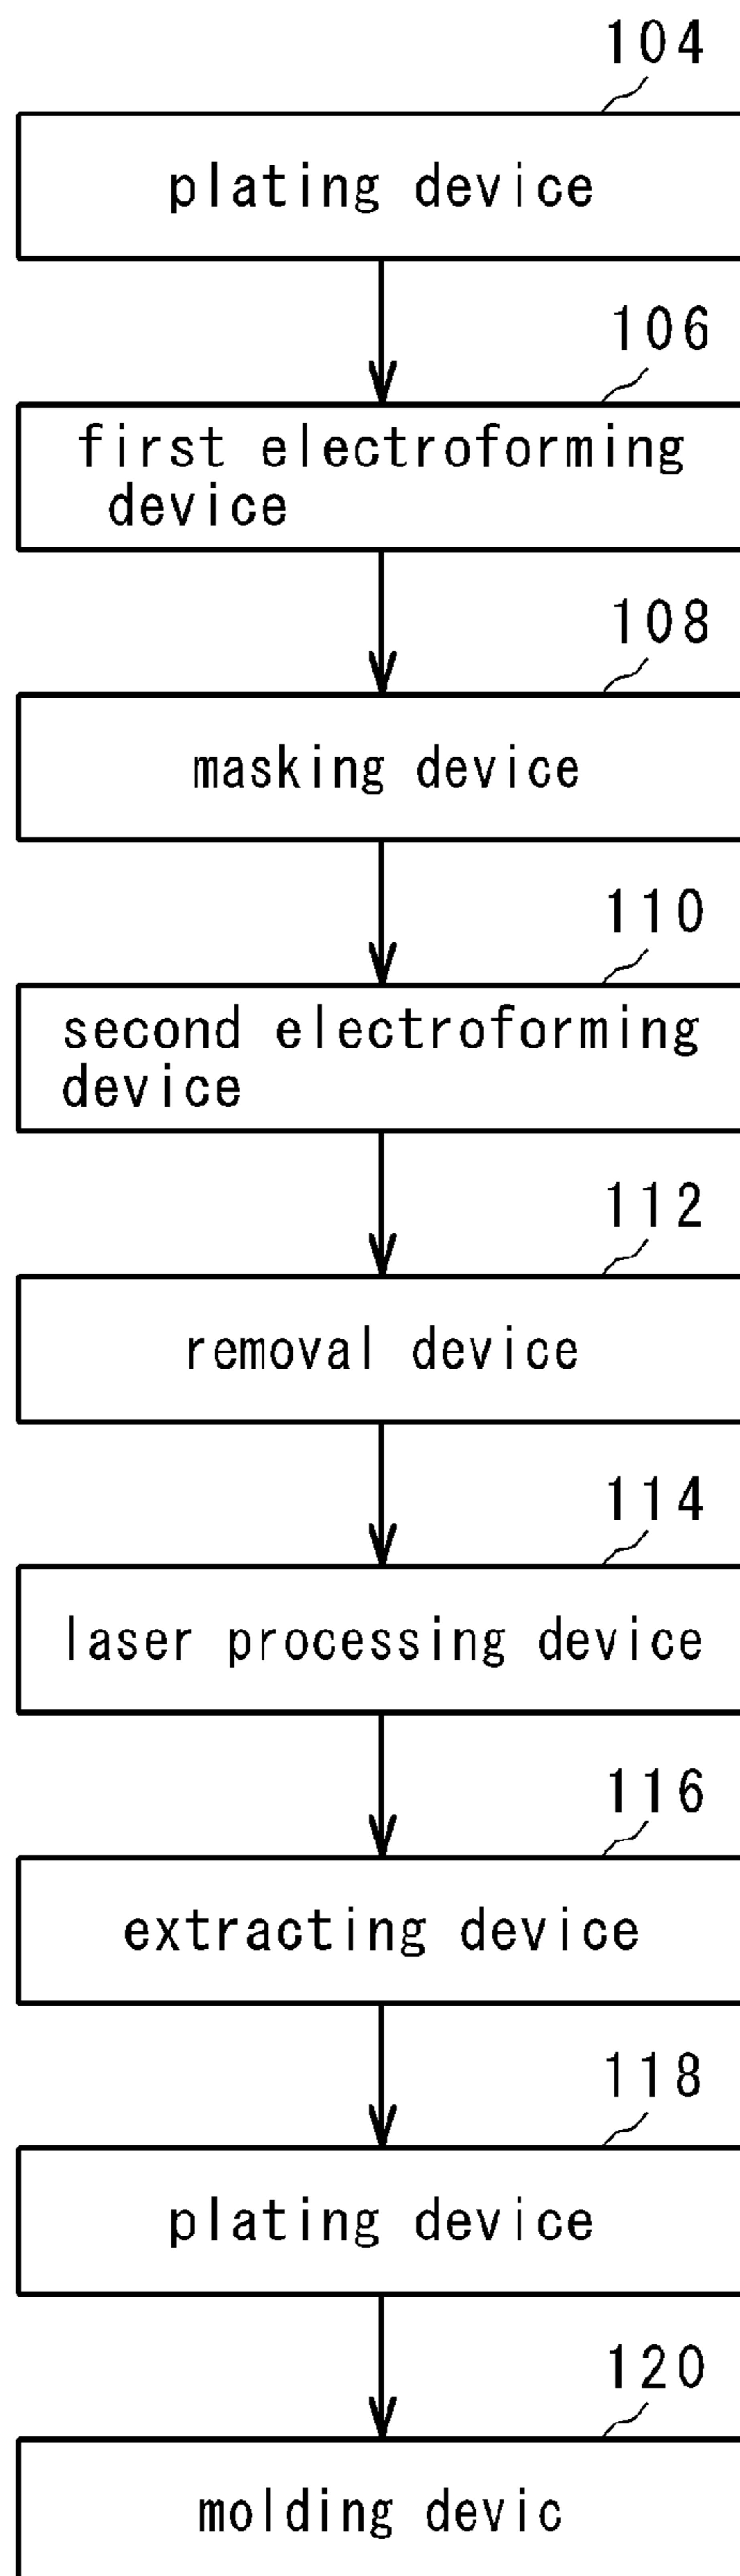 104
plating device
106
first electroforming
device
108
masking device
110
second electroforming
device
112
removal device
114
laser processing device
116
extracting device
118
plating device
120
molding devic